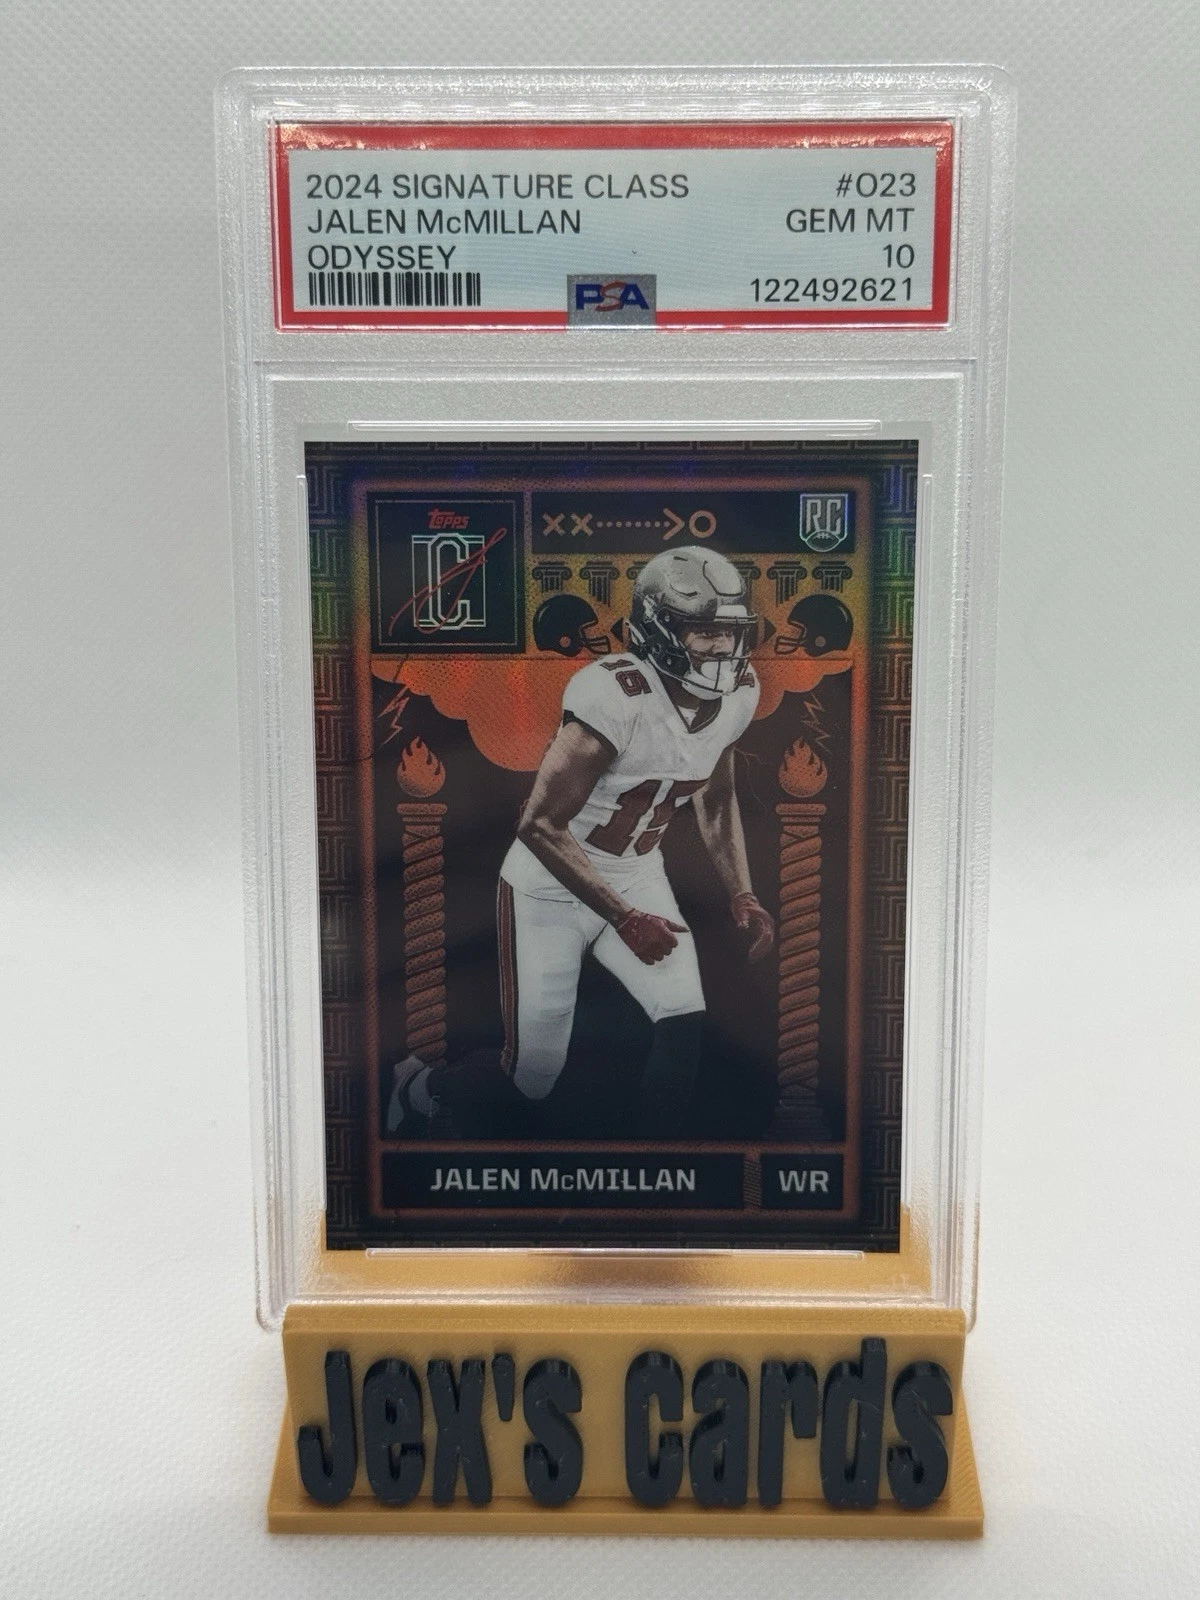 2024 SIGNATURE CLASS #O23
JALEN McMILLAN GEM MT
ODYSSEY 10
PSA 122492621
Topps
C
XX > O
RC
15
15
JALEN McMILLAN WR
Jex's Cards